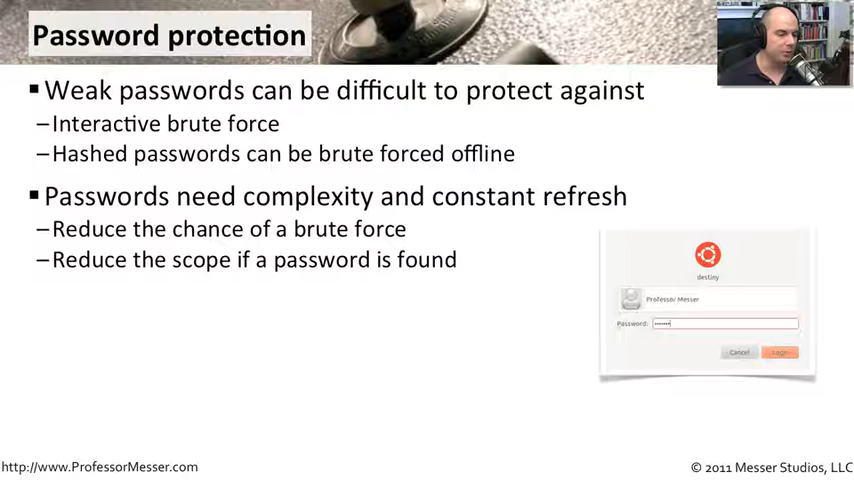 Password protection
▪ Weak passwords can be difficult to protect against
– Interactive brute force
– Hashed passwords can be brute forced offline
▪ Passwords need complexity and constant refresh
– Reduce the chance of a brute force
– Reduce the scope if a password is found
destiny
Professor Messer
Password:
Cancel Login
http://www.ProfessorMesser.com © 2011 Messer Studios, LLC